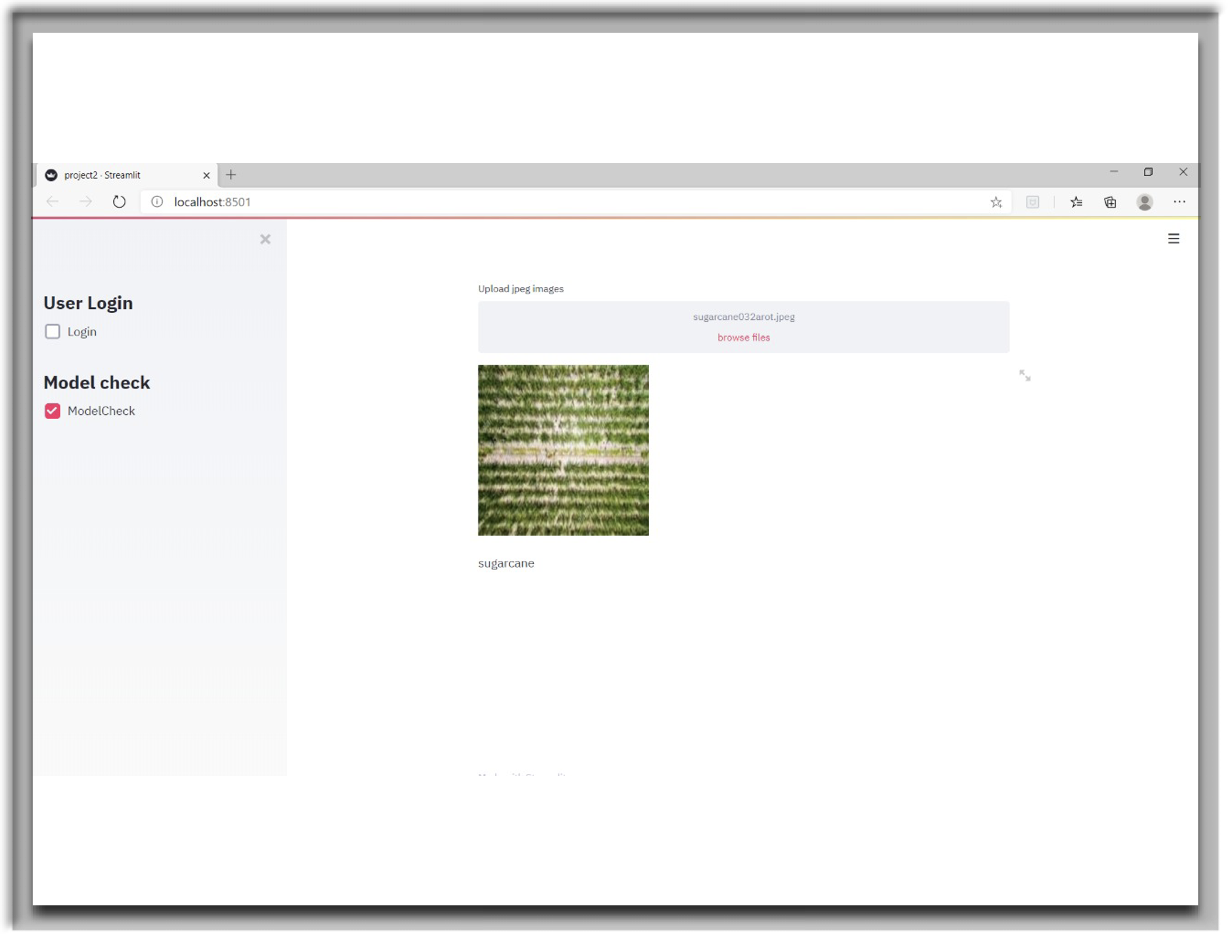 project2 · Streamlit
localhost:8501
User Login
Login
Model check
ModelCheck
Upload jpeg images
sugarcane032arot.jpeg
browse files
sugarcane